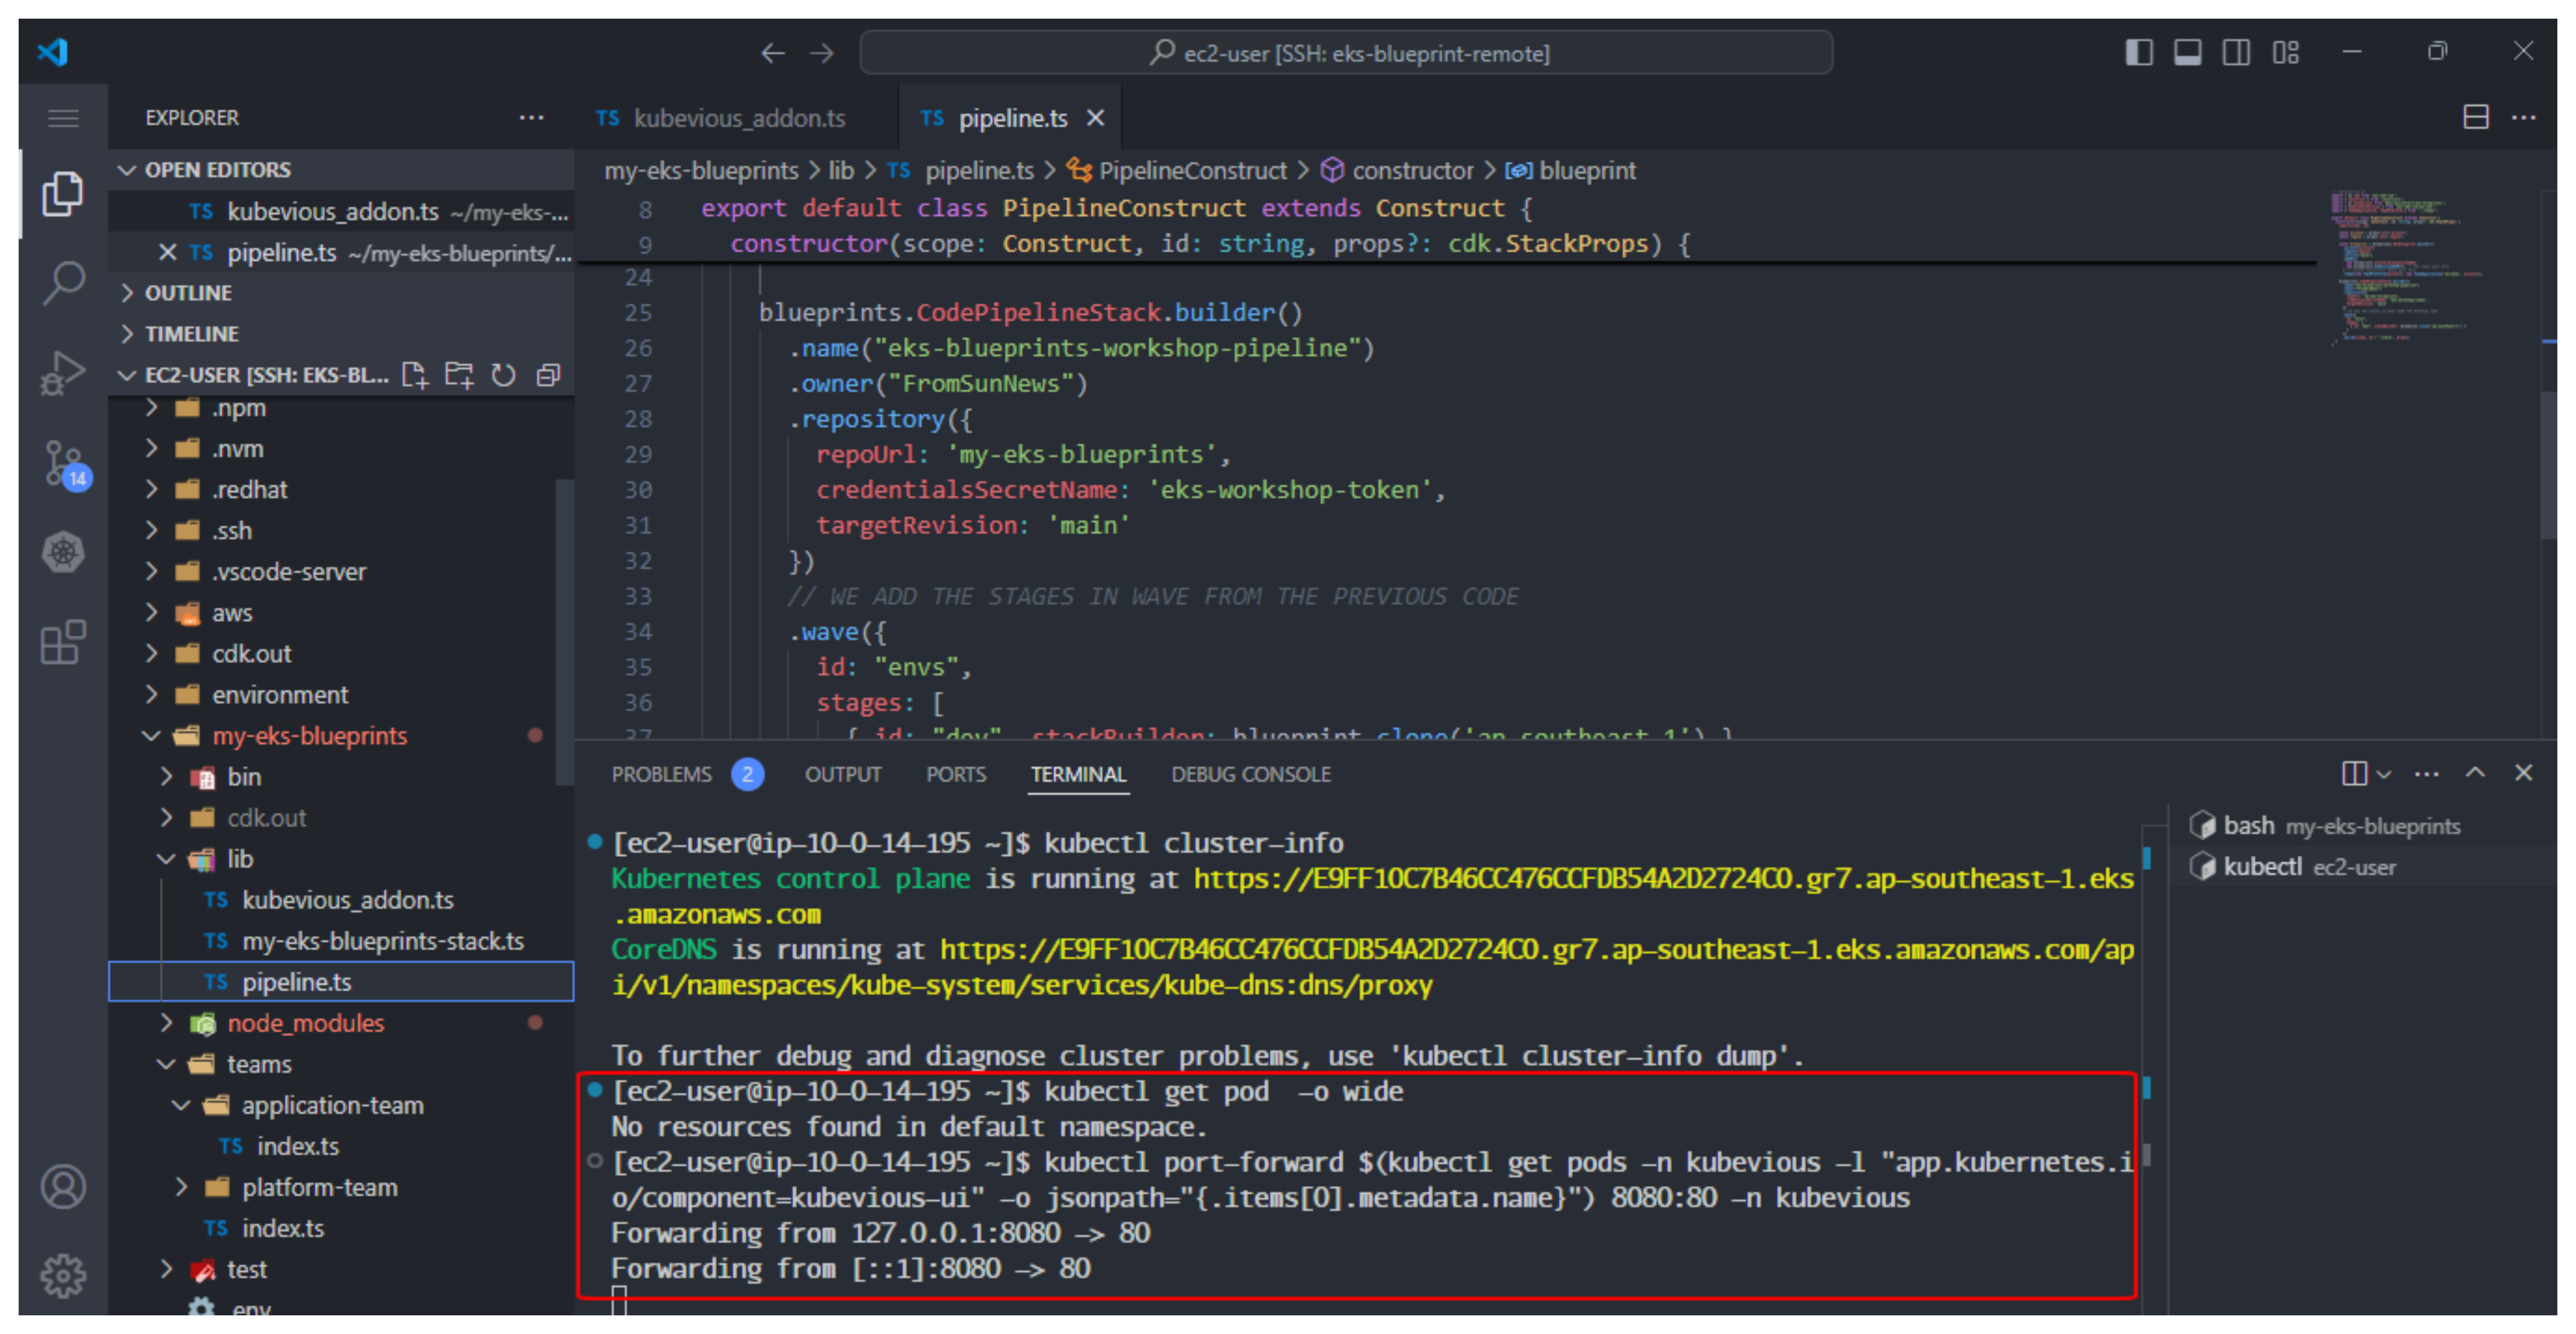 ec2-user [SSH: eks-blueprint-remote]
EXPLORER
OPEN EDITORS
TS kubevious_addon.ts ~/my-eks-...
TS pipeline.ts ~/my-eks-blueprints/...
OUTLINE
TIMELINE
EC2-USER [SSH: EKS-BL...
.npm
.nvm
.redhat
.ssh
.vscode-server
aws
cdk.out
environment
my-eks-blueprints
bin
cdk.out
lib
TS kubevious_addon.ts
TS my-eks-blueprints-stack.ts
TS pipeline.ts
node_modules
teams
application-team
TS index.ts
platform-team
TS index.ts
test
.env
14
TS kubevious_addon.ts TS pipeline.ts
my-eks-blueprints > lib > TS pipeline.ts > PipelineConstruct > constructor > blueprint
8 export default class PipelineConstruct extends Construct {
9 constructor(scope: Construct, id: string, props?: cdk.StackProps) {
24
25 blueprints.CodePipelineStack.builder()
26 .name("eks-blueprints-workshop-pipeline")
27 .owner("FromSunNews")
28 .repository({
29 repoUrl: 'my-eks-blueprints',
30 credentialsSecretName: 'eks-workshop-token',
31 targetRevision: 'main'
32 })
33 // WE ADD THE STAGES IN WAVE FROM THE PREVIOUS CODE
34 .wave({
35 id: "envs",
36 stages: [
37 { id: "dev", stackBuilder: blueprint.clone('ap-southeast-1') }
PROBLEMS 2 OUTPUT PORTS TERMINAL DEBUG CONSOLE
[ec2-user@ip-10-0-14-195 ~]$ kubectl cluster-info
Kubernetes control plane is running at https://E9FF10C7B46CC476CCFDB54A2D2724C0.gr7.ap-southeast-1.eks
.amazonaws.com
CoreDNS is running at https://E9FF10C7B46CC476CCFDB54A2D2724C0.gr7.ap-southeast-1.eks.amazonaws.com/ap
i/v1/namespaces/kube-system/services/kube-dns:dns/proxy
To further debug and diagnose cluster problems, use 'kubectl cluster-info dump'.
[ec2-user@ip-10-0-14-195 ~]$ kubectl get pod  -o wide
No resources found in default namespace.
[ec2-user@ip-10-0-14-195 ~]$ kubectl port-forward $(kubectl get pods -n kubevious -l "app.kubernetes.i
o/component=kubevious-ui" -o jsonpath="{.items[0].metadata.name}") 8080:80 -n kubevious
Forwarding from 127.0.0.1:8080 -> 80
Forwarding from [::1]:8080 -> 80
bash my-eks-blueprints
kubectl ec2-user